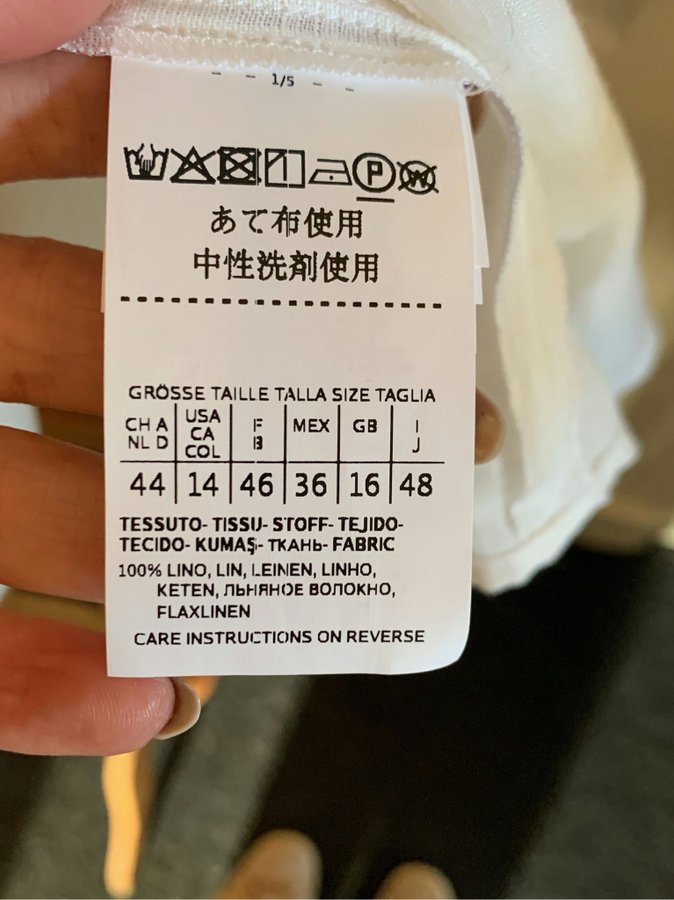 - - 1/5 - -
P W
あて布使用
中性洗剤使用
GRÖSSE TAILLE TALLA SIZE TAGLIA
CH A NL D USA CA COL F B MEX GB I J
44 14 46 36 16 48
TESSUTO- TISSU- STOFF- TEJIDO-
TECIDO- KUMAŞ- ТКАНЬ- FABRIC
100% LINO, LIN, LEINEN, LINHO,
KETEN, ЛЬНЯНОЕ ВОЛОКНО,
FLAXLINEN
CARE INSTRUCTIONS ON REVERSE